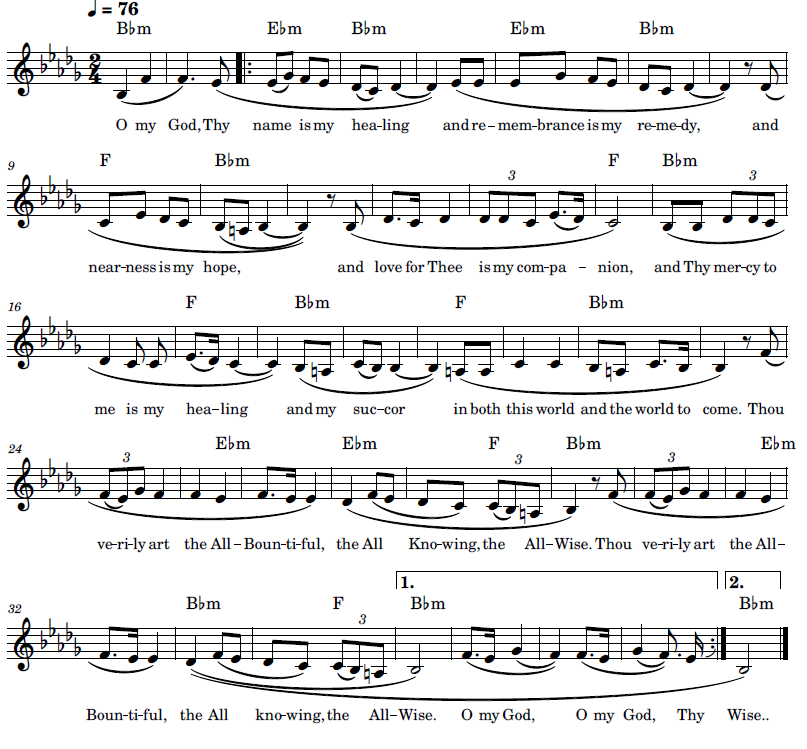 ♩ = 76
B♭m E♭m B♭m E♭m B♭m
2
4
O my God, Thy name is my hea-ling and re-mem-brance is my re-me-dy, and
9
F B♭m F B♭m
3 3
near-ness is my hope, and love for Thee is my com-pa - nion, and Thy mer-cy to
16
F B♭m F B♭m
me is my hea-ling and my suc-cor in both this world and the world to come. Thou
24
E♭m E♭m F B♭m E♭m
3 3 3
ve-ri-ly art the All-Boun-ti-ful, the All Kno-wing, the All-Wise. Thou ve-ri-ly art the All-
1. 2.
32
B♭m F B♭m B♭m
3
Boun-ti-ful, the All kno-wing, the All-Wise. O my God, O my God, Thy Wise..